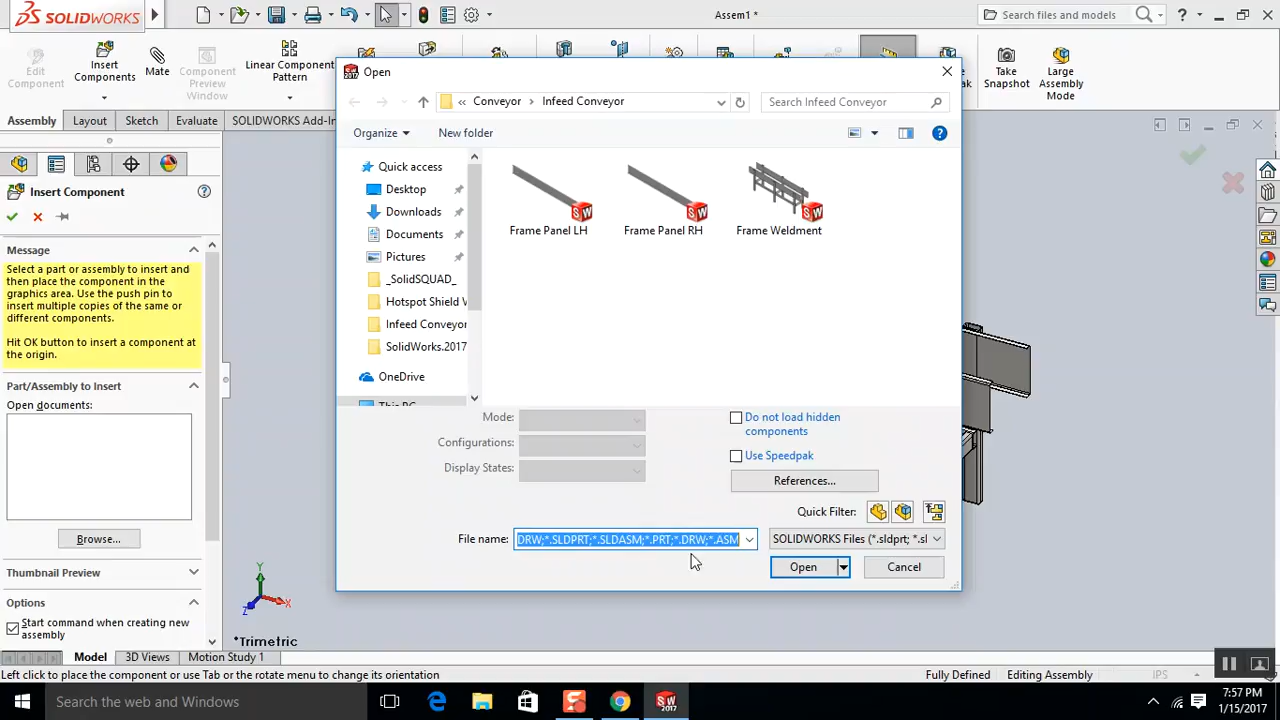 SOLIDWORKS
Assem1 *
Search files and models
Edit
Component
Insert
Components
Mate
Component
Preview
Window
Linear Component
Pattern
Take
Snapshot
Large
Assembly
Mode
Assembly
Layout
Sketch
Evaluate
SOLIDWORKS Add-In
Open
« Conveyor > Infeed Conveyor
Search Infeed Conveyor
Organize
New folder
Quick access
Desktop
Downloads
Documents
Pictures
_SolidSQUAD_
Hotspot Shield V
Infeed Conveyor
SolidWorks.2017
OneDrive
This PC
Frame Panel LH
Frame Panel RH
Frame Weldment
Mode:
Configurations:
Display States:
Do not load hidden
components
Use Speedpak
References...
Quick Filter:
File name:
DRW;*.SLDPRT;*.SLDASM;*.PRT;*.DRW;*.ASM
SOLIDWORKS Files (*.sldprt; *.sl
Open
Cancel
Insert Component
Message
Select a part or assembly to insert and
then place the component in the
graphics area. Use the push pin to
insert multiple copies of the same or
different components.
Hit OK button to insert a component at
the origin.
Part/Assembly to Insert
Open documents:
Browse...
Thumbnail Preview
Options
Start command when creating new
assembly
Y
Z
X
*Trimetric
Model
3D Views
Motion Study 1
Left click to place the component or use Tab or the rotate menu to change its orientation
Fully Defined
Editing Assembly
IPS
Search the web and Windows
SW
2017
7:57 PM
1/15/2017